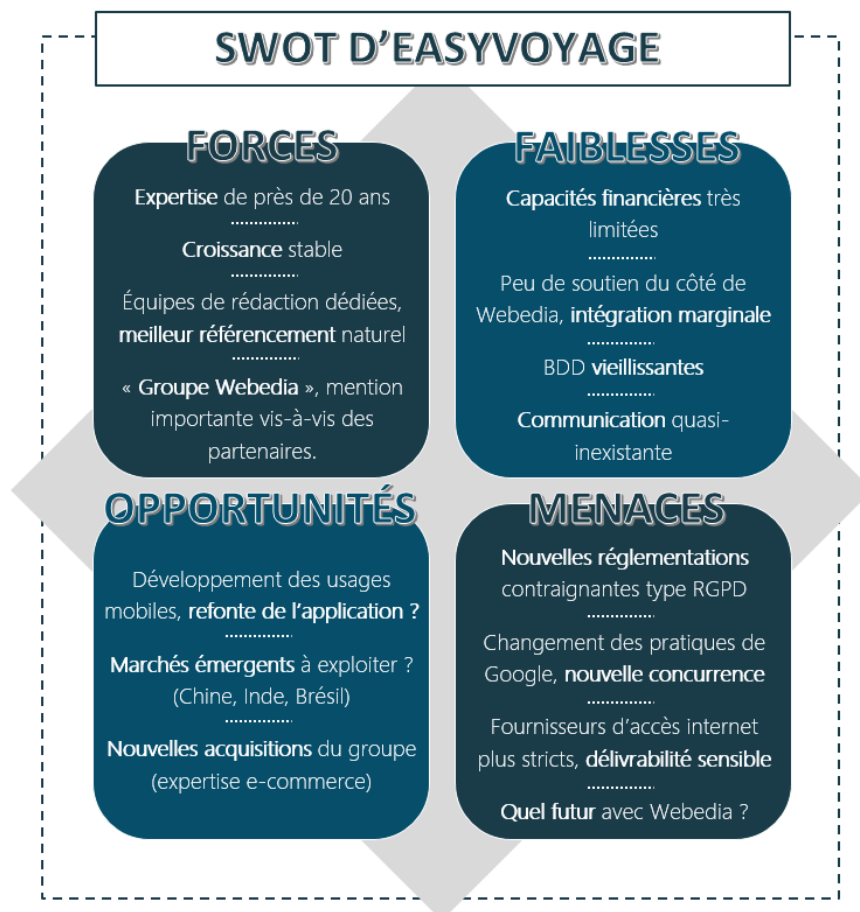 SWOT D’EASYVOYAGE
FORCES
Expertise de près de 20 ans
Croissance stable
Équipes de rédaction dédiées,
meilleur référencement naturel
« Groupe Webedia », mention
importante vis-à-vis des
partenaires.
FAIBLESSES
Capacités financières très
limitées
Peu de soutien du côté de
Webedia, intégration marginale
BDD vieillissantes
Communication quasi-
inexistante
OPPORTUNITÉS
Développement des usages
mobiles, refonte de l’application ?
Marchés émergents à exploiter ?
(Chine, Inde, Brésil)
Nouvelles acquisitions du groupe
(expertise e-commerce)
MENACES
Nouvelles réglementations
contraignantes type RGPD
Changement des pratiques de
Google, nouvelle concurrence
Fournisseurs d’accès internet
plus stricts, délivrabilité sensible
Quel futur avec Webedia ?